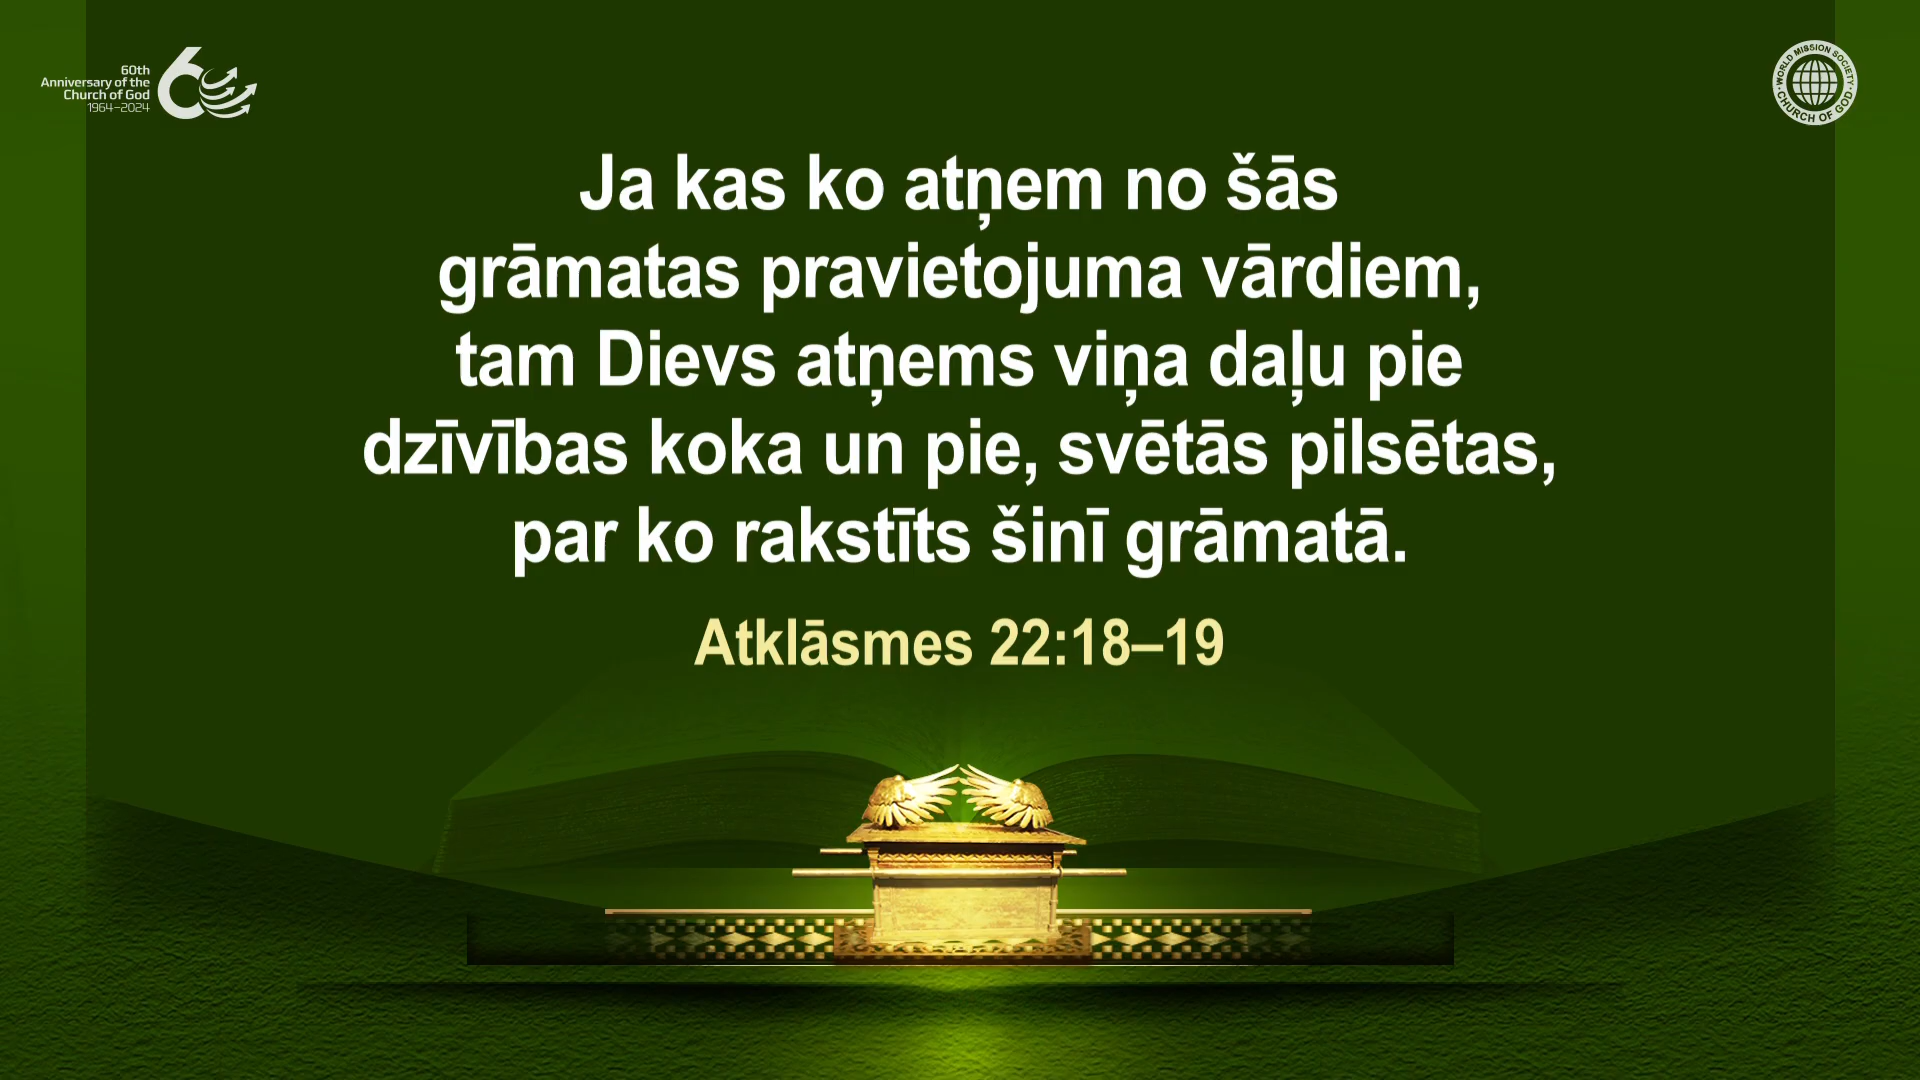 60th
Anniversary of the
Church of God
1964–2024
WORLD MISSION SOCIETY
CHURCH OF GOD
Ja kas ko atņem no šās
grāmatas pravietojuma vārdiem,
tam Dievs atņems viņa daļu pie
dzīvības koka un pie, svētās pilsētas,
par ko rakstīts šinī grāmatā.
Atklāsmes 22:18–19